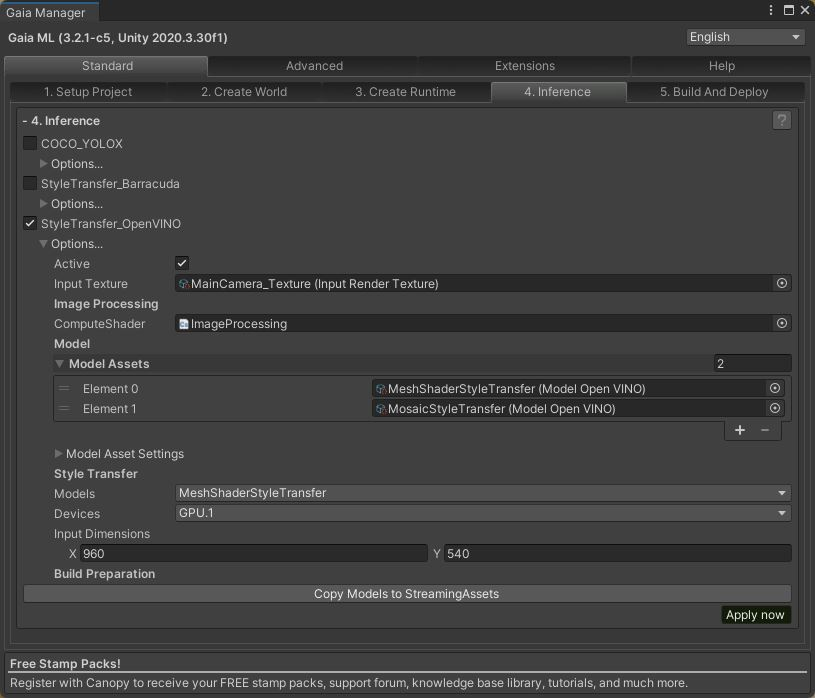 Gaia Manager
Gaia ML (3.2.1-c5, Unity 2020.3.30f1)
English
Standard
Advanced
Extensions
Help
1. Setup Project
2. Create World
3. Create Runtime
4. Inference
5. Build And Deploy
- 4. Inference
?
COCO_YOLOX
Options...
StyleTransfer_Barracuda
Options...
StyleTransfer_OpenVINO
Options...
Active
Input Texture MainCamera_Texture (Input Render Texture)
Image Processing
ComputeShader ImageProcessing
Model
Model Assets 2
Element 0 MeshShaderStyleTransfer (Model Open VINO)
Element 1 MosaicStyleTransfer (Model Open VINO)
+ −
Model Asset Settings
Style Transfer
Models MeshShaderStyleTransfer
Devices GPU.1
Input Dimensions
X 960 Y 540
Build Preparation
Copy Models to StreamingAssets
Apply now
Free Stamp Packs!
Register with Canopy to receive your FREE stamp packs, support forum, knowledge base library, tutorials, and much more.